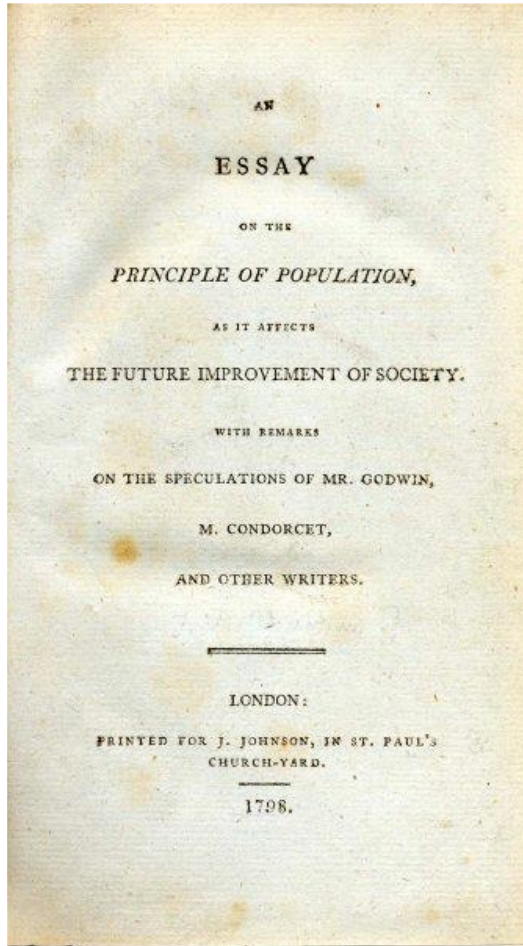 AN
ESSAY
ON THE
PRINCIPLE OF POPULATION,
AS IT AFFECTS
THE FUTURE IMPROVEMENT OF SOCIETY.
WITH REMARKS
ON THE SPECULATIONS OF MR. GODWIN,
M. CONDORCET,
AND OTHER WRITERS.
LONDON:
PRINTED FOR J. JOHNSON, IN ST. PAUL'S
CHURCH-YARD.
1798.